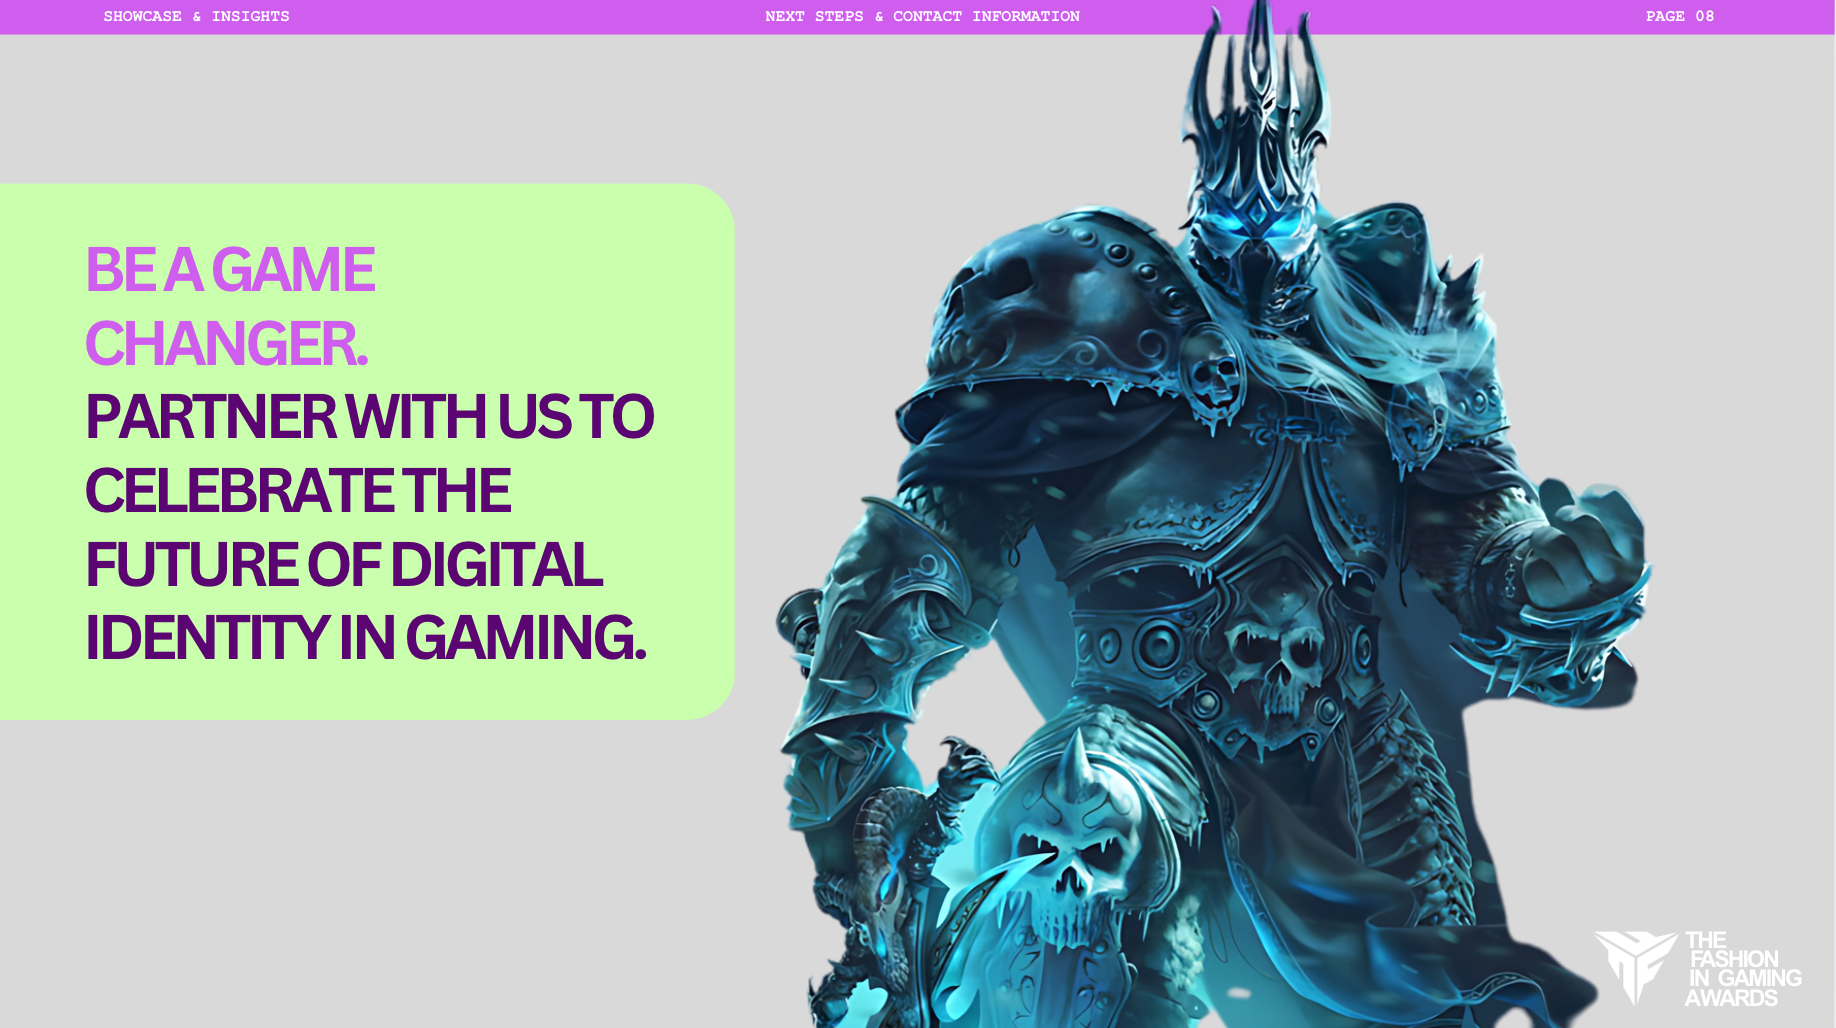 SHOWCASE & INSIGHTS
NEXT STEPS & CONTACT INFORMATION
PAGE 08
BE A GAME
CHANGER.
PARTNER WITH US TO
CELEBRATE THE
FUTURE OF DIGITAL
IDENTITY IN GAMING.
THE
FASHION
IN GAMING
AWARDS